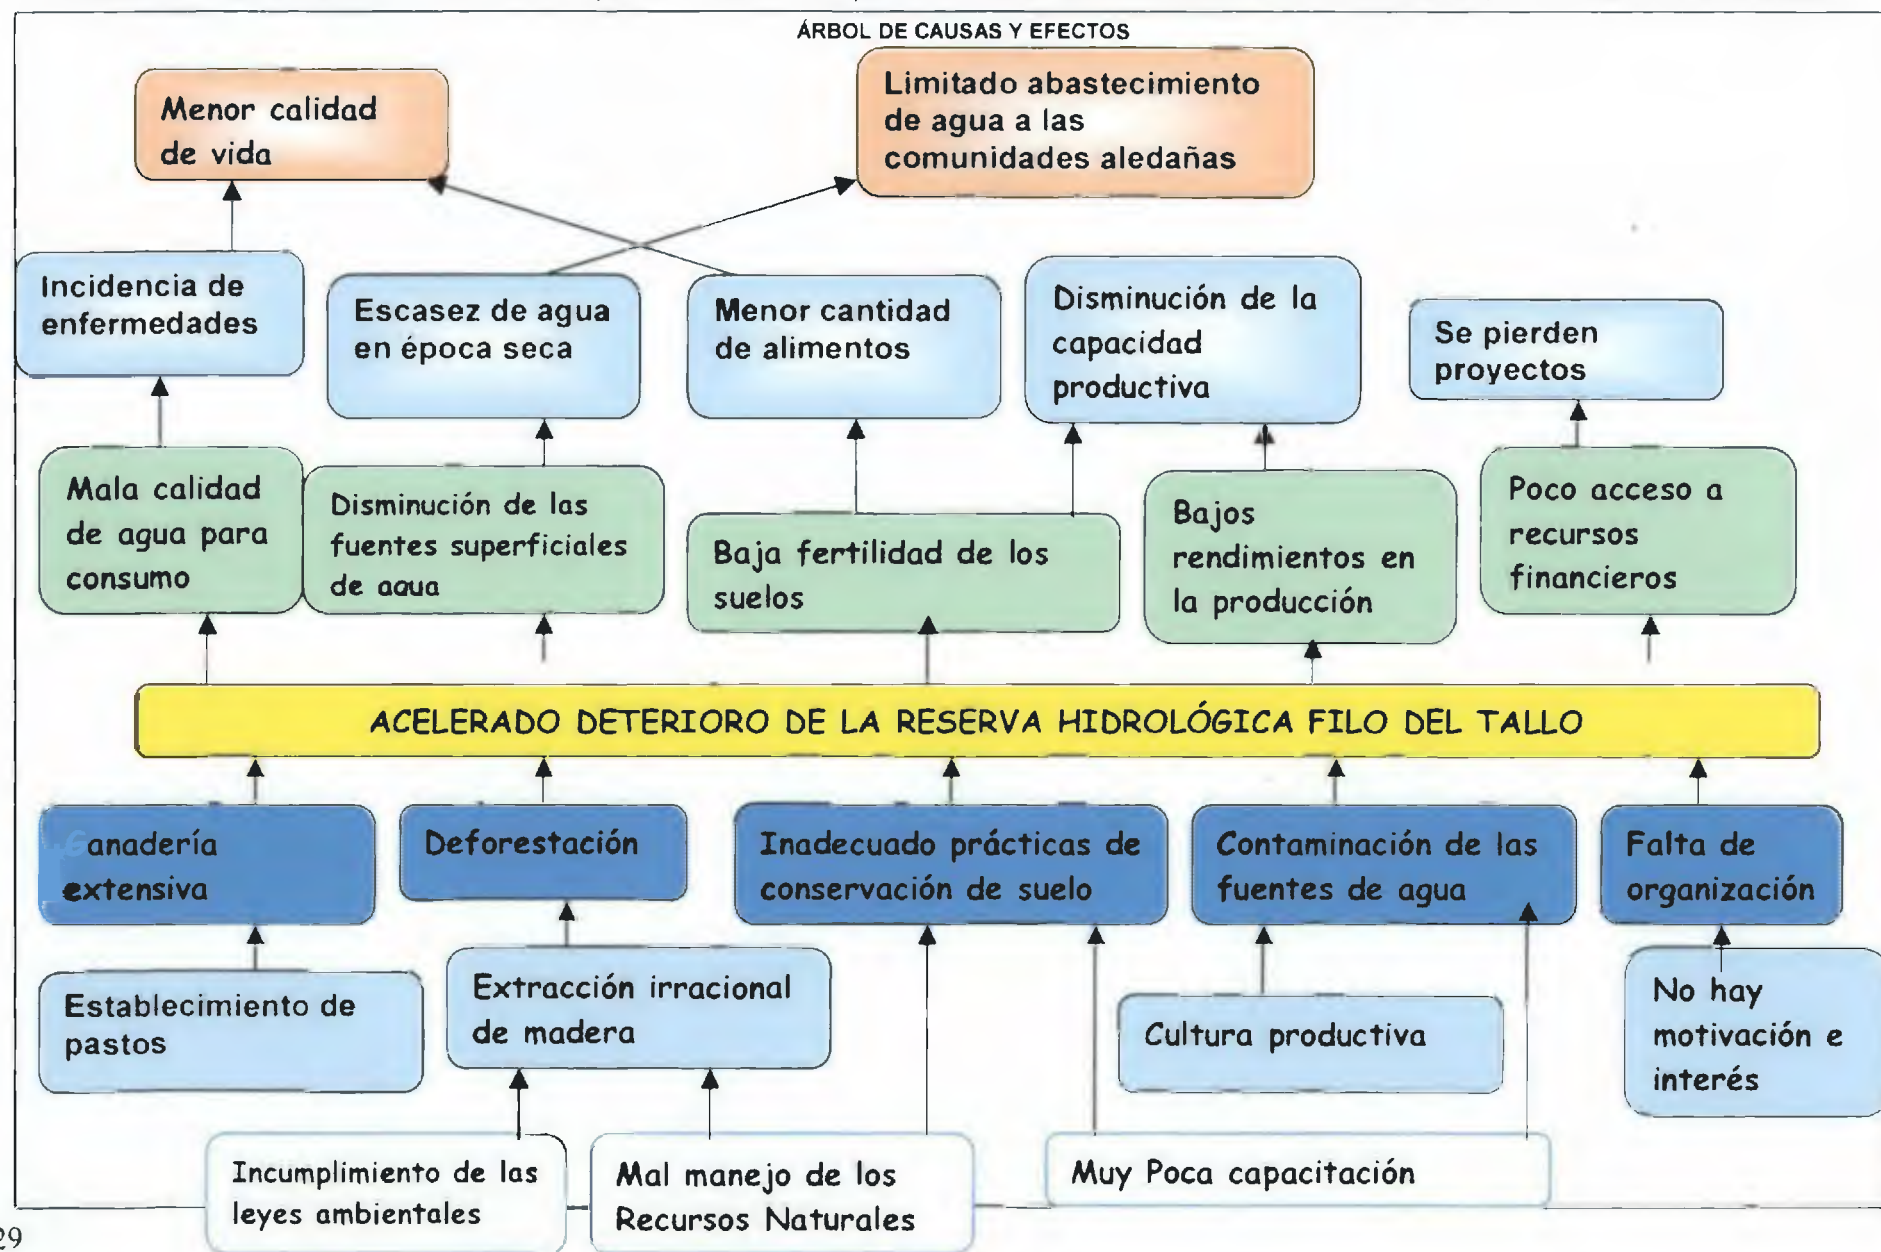 ÁRBOL DE CAUSAS Y EFECTOS
Menor calidad
de vida
Limitado abastecimiento
de agua a las
comunidades aledañas
Incidencia de
enfermedades
Escasez de agua
en época seca
Menor cantidad
de alimentos
Disminución de la
capacidad
productiva
Se pierden
proyectos
Mala calidad
de agua para
consumo
Disminución de las
fuentes superficiales
de agua
Baja fertilidad de los
suelos
Bajos
rendimientos en
la producción
Poco acceso a
recursos
financieros
ACELERADO DETERIORO DE LA RESERVA HIDROLÓGICA FILO DEL TALLO
Ganadería
extensiva
Deforestación
Inadecuado prácticas de
conservación de suelo
Contaminación de las
fuentes de agua
Falta de
organización
Establecimiento de
pastos
Extracción irracional
de madera
Cultura productiva
No hay
motivación e
interés
Incumplimiento de las
leyes ambientales
Mal manejo de los
Recursos Naturales
Muy Poca capacitación
29